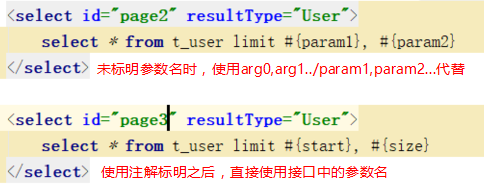 <select id="page2" resultType="User">
select * from t_user limit #{param1}, #{param2}
</select> 未标明参数名时，使用arg0,arg1../param1,param2...代替
<select id="page3" resultType="User">
select * from t_user limit #{start}, #{size}
</select> 使用注解标明之后，直接使用接口中的参数名